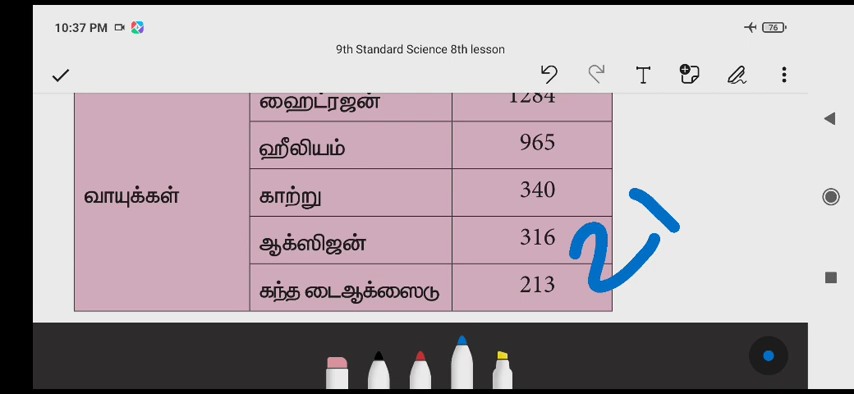 10:37 PM
76
9th Standard Science 8th lesson
T
ஹைட்ரஜன் 1284
ஹீலியம் 965
வாயுக்கள் காற்று 340
ஆக்ஸிஜன் 316
கந்த டைஆக்ஸைடு 213